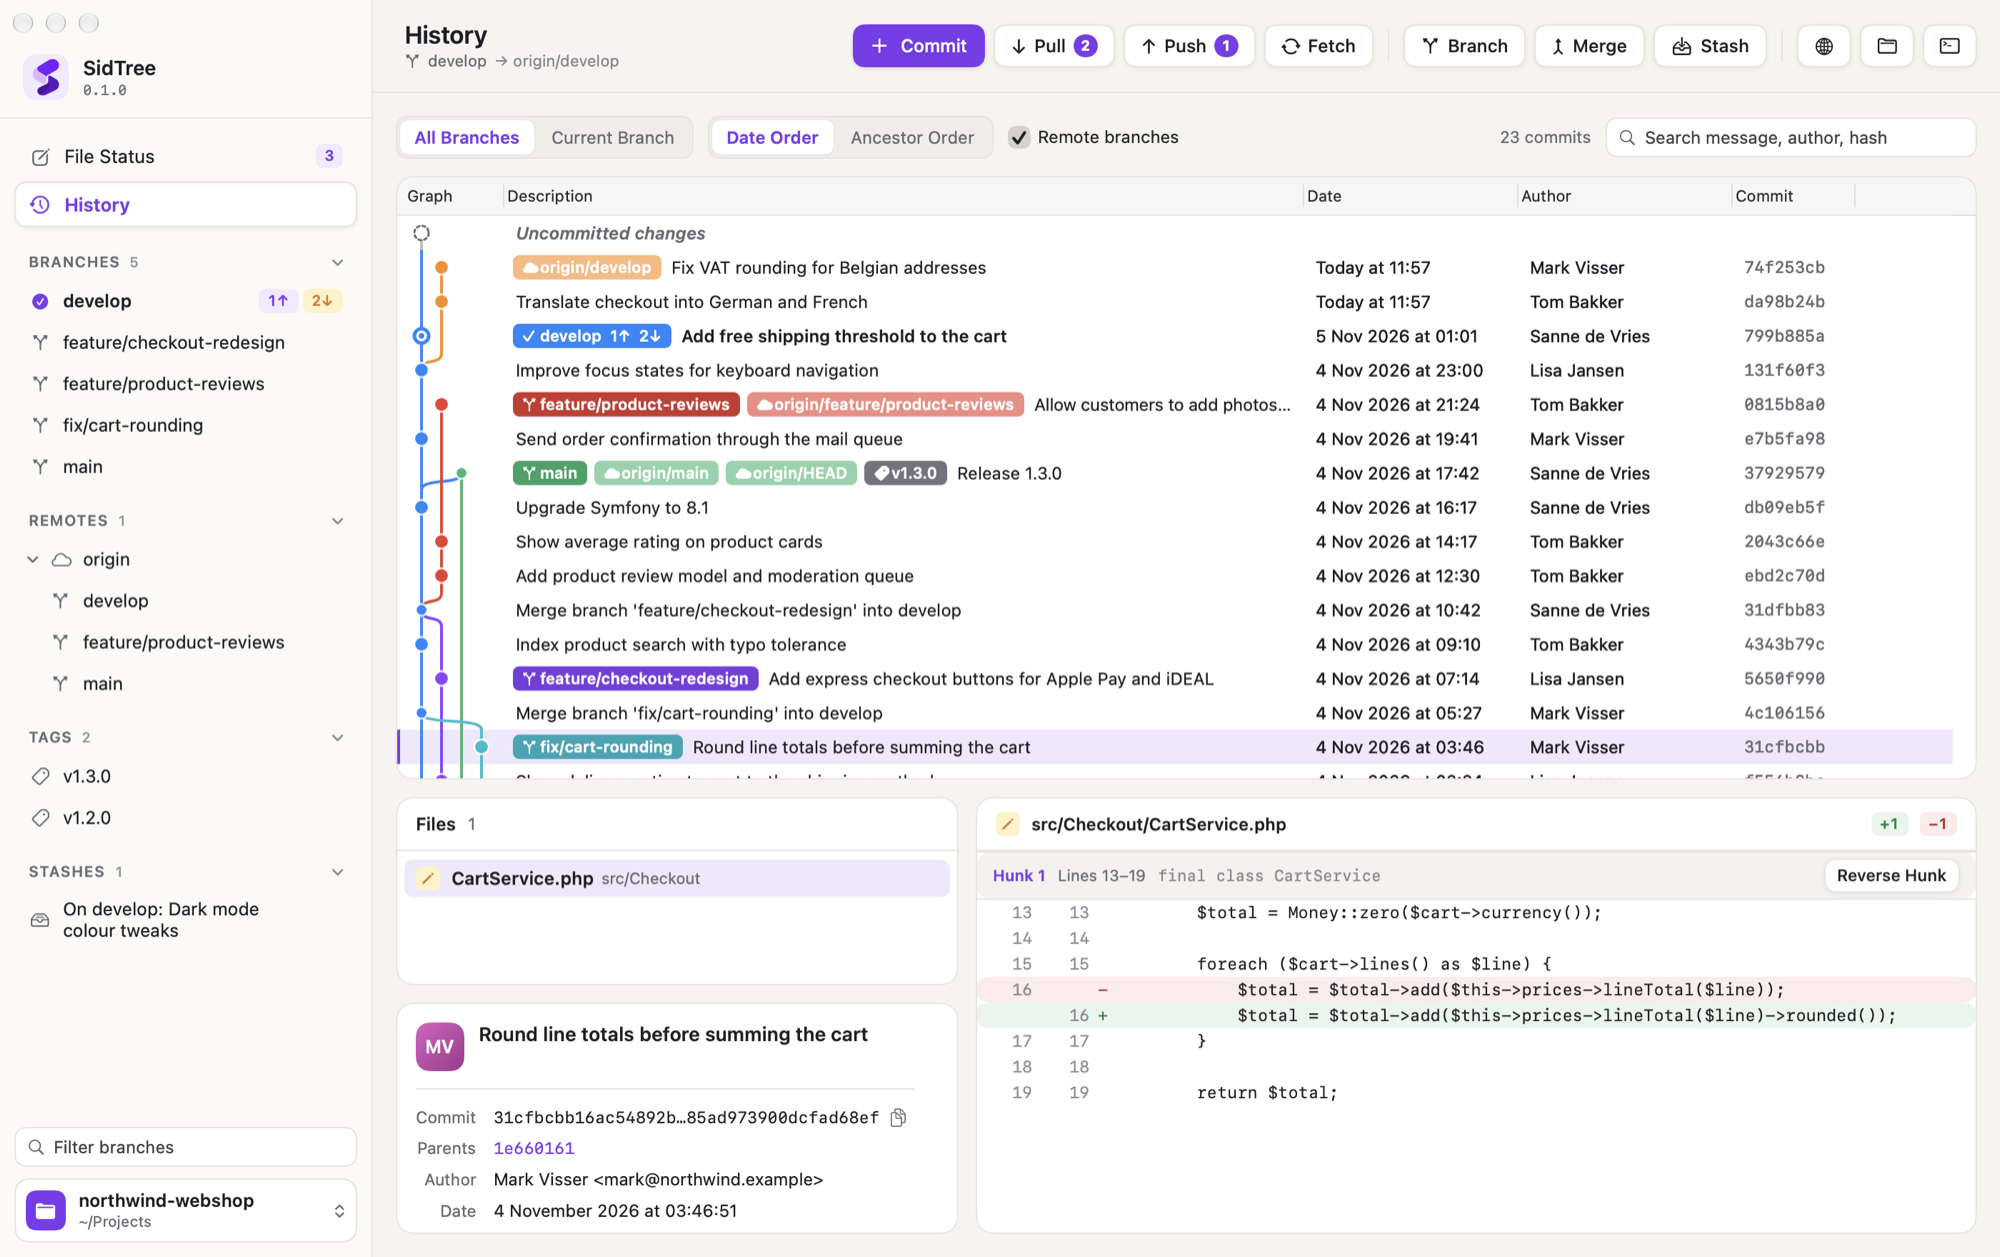 SidTree
0.1.0
File Status 3
History
BRANCHES 5
develop 1↑ 2↓
feature/checkout-redesign
feature/product-reviews
fix/cart-rounding
main
REMOTES 1
origin
develop
feature/product-reviews
main
TAGS 2
v1.3.0
v1.2.0
STASHES 1
On develop: Dark mode
colour tweaks
Filter branches
northwind-webshop
~/Projects
History
develop → origin/develop
+ Commit
↓ Pull 2
↑ Push 1
Fetch
Branch
Merge
Stash
All Branches Current Branch
Date Order Ancestor Order
Remote branches
23 commits
Search message, author, hash
Graph Description Date Author Commit
Uncommitted changes
origin/develop Fix VAT rounding for Belgian addresses Today at 11:57 Mark Visser 74f253cb
Translate checkout into German and French Today at 11:57 Tom Bakker da98b24b
✓ develop 1↑ 2↓ Add free shipping threshold to the cart 5 Nov 2026 at 01:01 Sanne de Vries 799b885a
Improve focus states for keyboard navigation 4 Nov 2026 at 23:00 Lisa Jansen 131f60f3
feature/product-reviews origin/feature/product-reviews Allow customers to add photos... 4 Nov 2026 at 21:24 Tom Bakker 0815b8a0
Send order confirmation through the mail queue 4 Nov 2026 at 19:41 Mark Visser e7b5fa98
main origin/main origin/HEAD v1.3.0 Release 1.3.0 4 Nov 2026 at 17:42 Sanne de Vries 37929579
Upgrade Symfony to 8.1 4 Nov 2026 at 16:17 Sanne de Vries db09eb5f
Show average rating on product cards 4 Nov 2026 at 14:17 Tom Bakker 2043c66e
Add product review model and moderation queue 4 Nov 2026 at 12:30 Tom Bakker ebd2c70d
Merge branch 'feature/checkout-redesign' into develop 4 Nov 2026 at 10:42 Sanne de Vries 31dfbb83
Index product search with typo tolerance 4 Nov 2026 at 09:10 Tom Bakker 4343b79c
feature/checkout-redesign Add express checkout buttons for Apple Pay and iDEAL 4 Nov 2026 at 07:14 Lisa Jansen 5650f990
Merge branch 'fix/cart-rounding' into develop 4 Nov 2026 at 05:27 Mark Visser 4c106156
fix/cart-rounding Round line totals before summing the cart 4 Nov 2026 at 03:46 Mark Visser 31cfbcbb
Files 1
CartService.php src/Checkout
MV
Round line totals before summing the cart
Commit 31cfbcbb16ac54892b…85ad973900dcfad68ef
Parents 1e660161
Author Mark Visser <mark@northwind.example>
Date 4 November 2026 at 03:46:51
src/Checkout/CartService.php +1 −1
Hunk 1 Lines 13–19 final class CartService Reverse Hunk
13 13 $total = Money::zero($cart->currency());
14 14
15 15 foreach ($cart->lines() as $line) {
16 − $total = $total->add($this->prices->lineTotal($line));
16 + $total = $total->add($this->prices->lineTotal($line)->rounded());
17 17 }
18 18
19 19 return $total;